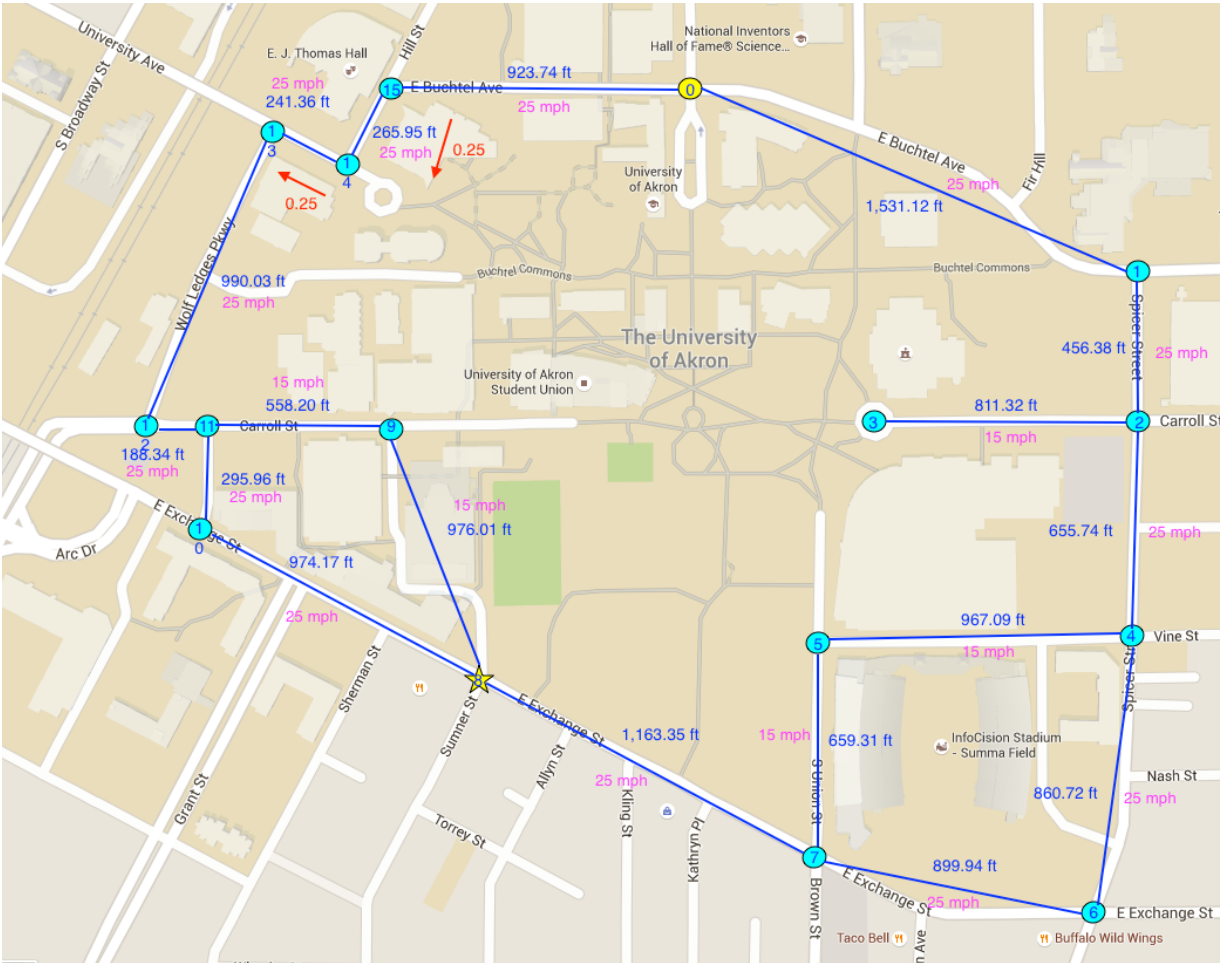 National Inventors
Hall of Fame® Science...
University Ave
Hill St
E. J. Thomas Hall
S Broadway St
25 mph
241.36 ft
923.74 ft
15
E Buchtel Ave
0
25 mph
1
3
265.95 ft
25 mph
0.25
1
4
0.25
E Buchtel Ave
Fir Hill
25 mph
1,531.12 ft
University
of Akron
Wolf Ledges Pkwy
990.03 ft
25 mph
Buchtel Commons
Buchtel Commons
1
Spicer Street
456.38 ft
25 mph
The University
of Akron
University of Akron
Student Union
15 mph
558.20 ft
811.32 ft
1
2
11
Carroll St
9
3
15 mph
2
Carroll St
188.34 ft
25 mph
295.96 ft
25 mph
15 mph
976.01 ft
E Exchange St
1
0
Arc Dr
974.17 ft
25 mph
655.74 ft
25 mph
967.09 ft
5
15 mph
4
Vine St
Spicer St
Sherman St
8
Sumner St
E Exchange St
1,163.35 ft
25 mph
15 mph
659.31 ft
S Union St
InfoCision Stadium
- Summa Field
860.72 ft
Nash St
25 mph
Grant St
Allyn St
Kling St
Torrey St
Kathryn Pl
7
899.94 ft
E Exchange St
25 mph
Brown St
6
E Exchange St
Taco Bell
n Ave
Buffalo Wild Wings